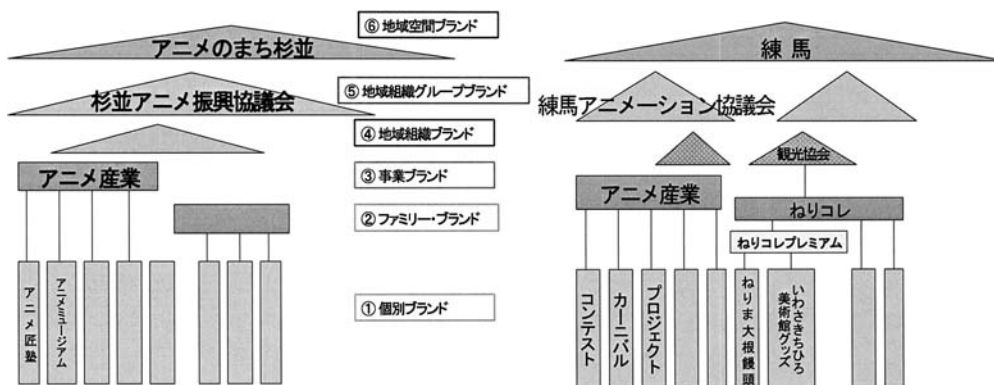 ⑥ 地域空間ブランド
アニメのまち杉並
⑤ 地域組織グループブランド
杉並アニメ振興協議会
④ 地域組織ブランド
③ 事業ブランド
アニメ産業
② ファミリー・ブランド
① 個別ブランド
アニメ匠塾
アニメミュージアム
練馬
練馬アニメーション協議会
観光協会
アニメ産業
ねりコレ
ねりコレプレミアム
コンテスト
カーニバル
プロジェクト
ねりま大根饅頭
いわさきちひろ
美術館グッズ